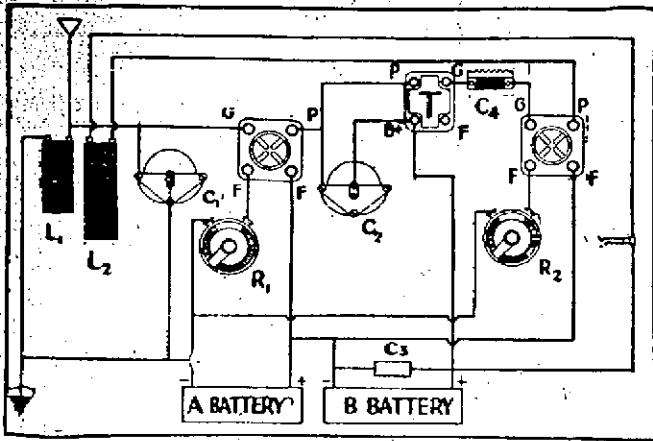 P G
C4
G P
T
B+ F
G P
F F
C1
L1
L2
R1
C2
F F
R2
C3
- + - +
A BATTERY
B BATTERY